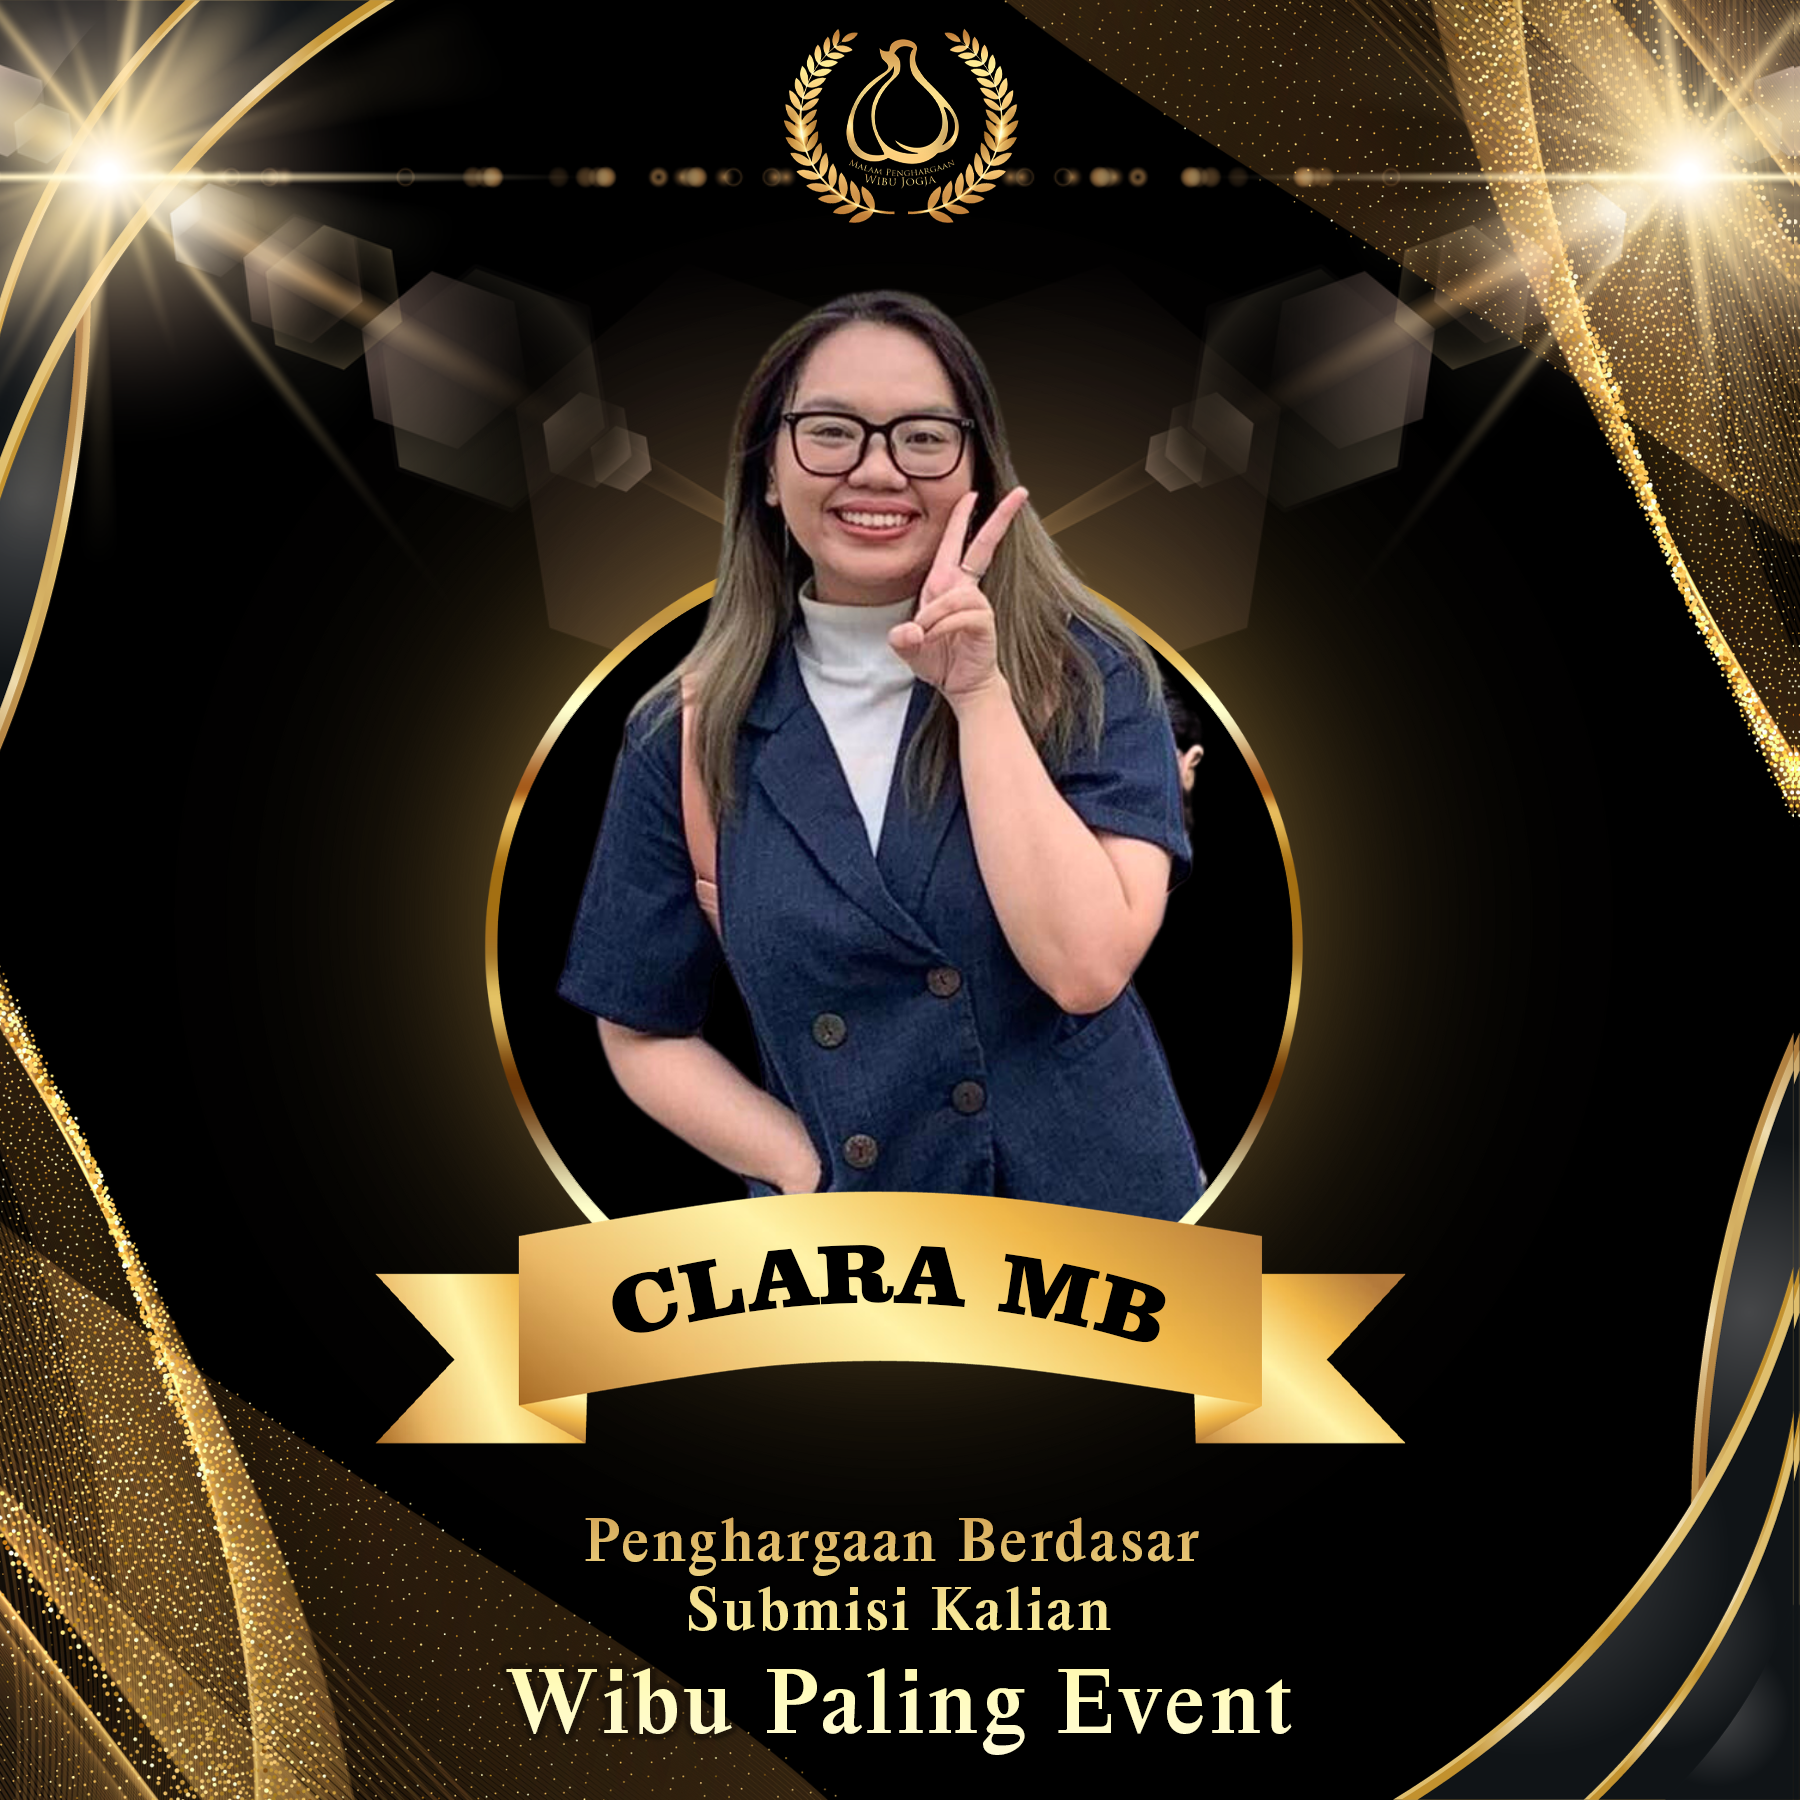 MALAM PENGHARGAAN
WIBU JOGJA
CLARA MB
Penghargaan Berdasar
Submisi Kalian
Wibu Paling Event